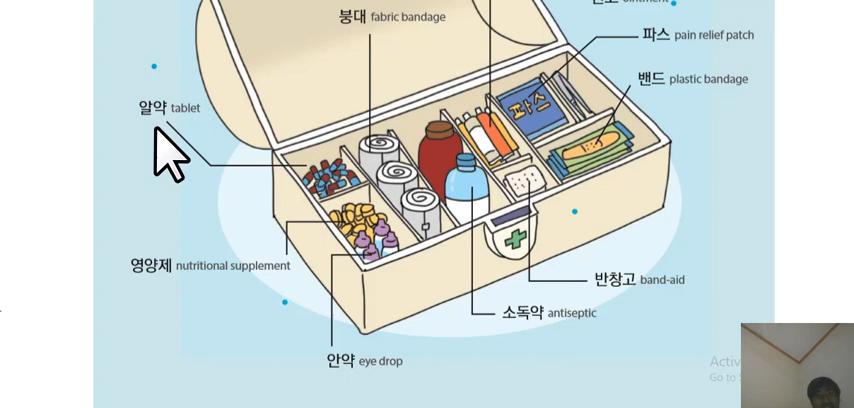 붕대 fabric bandage
파스 pain relief patch
밴드 plastic bandage
알약 tablet
파스
영양제 nutritional supplement
반창고 band-aid
소독약 antiseptic
안약 eye drop